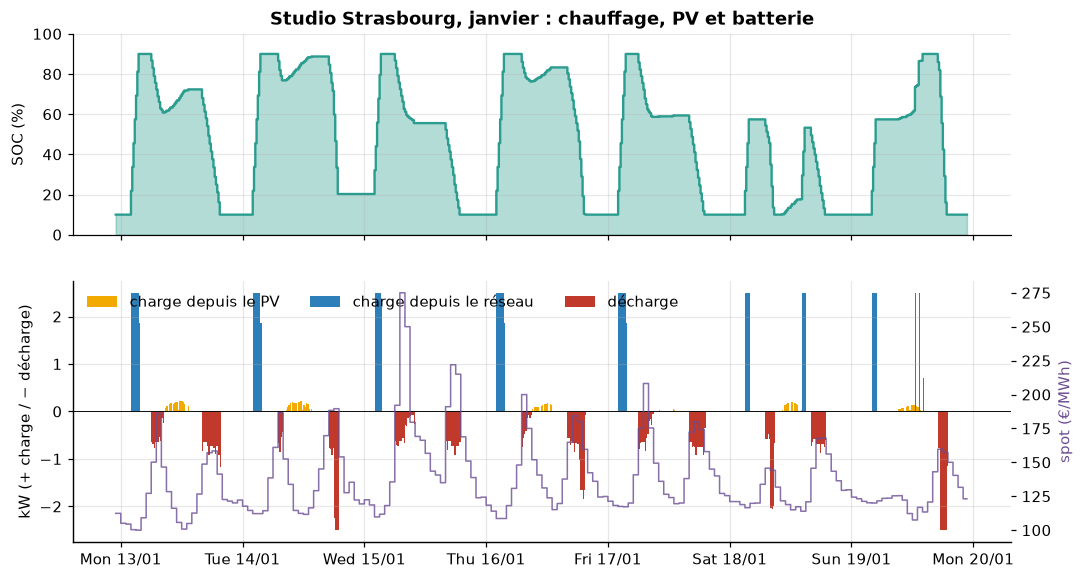 Studio Strasbourg, janvier : chauffage, PV et batterie
SOC (%)
100
80
60
40
20
0
charge depuis le PV
charge depuis le réseau
décharge
kW (+ charge / − décharge)
2
1
0
−1
−2
275
250
225
200
175
150
125
100
spot (€/MWh)
Mon 13/01
Tue 14/01
Wed 15/01
Thu 16/01
Fri 17/01
Sat 18/01
Sun 19/01
Mon 20/01